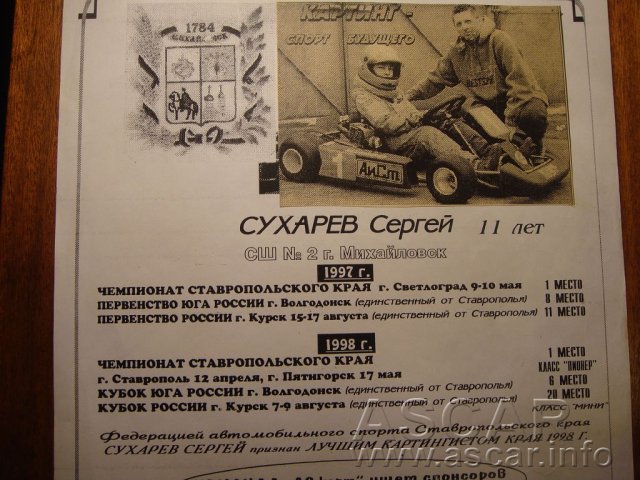 1784
КАРТИНГ -
СПОРТ БУДУЩЕГО
1
АиСт
СУХАРЕВ Сергей 11 лет
СШ № 2 г. Михайловск
1997 г.
ЧЕМПИОНАТ СТАВРОПОЛЬСКОГО КРАЯ г. Светлоград 9-10 мая 1 МЕСТО
ПЕРВЕНСТВО ЮГА РОССИИ г. Волгодонск (единственный от Ставрополья) 8 МЕСТО
ПЕРВЕНСТВО РОССИИ г. Курск 15-17 августа (единственный от Ставрополья) 11 МЕСТО
1998 г.
ЧЕМПИОНАТ СТАВРОПОЛЬСКОГО КРАЯ 1 МЕСТО
г. Ставрополь 12 апреля, г. Пятигорск 17 мая КЛАСС "ПИОНЕР"
КУБОК ЮГА РОССИИ г. Волгодонск (единственный от Ставрополья) 6 МЕСТО
КУБОК РОССИИ г. Курск 7-9 августа (единственный от Ставрополья) 20 МЕСТО
КЛАСС "МИНИ"
Федерацией автомобильного спорта Ставропольского края
СУХАРЕВ СЕРГЕЙ признан ЛУЧШИМ КАРТИНГИСТОМ КРАЯ 1998 Г.
ищет спонсоров
ASCAR
www.ascar.info